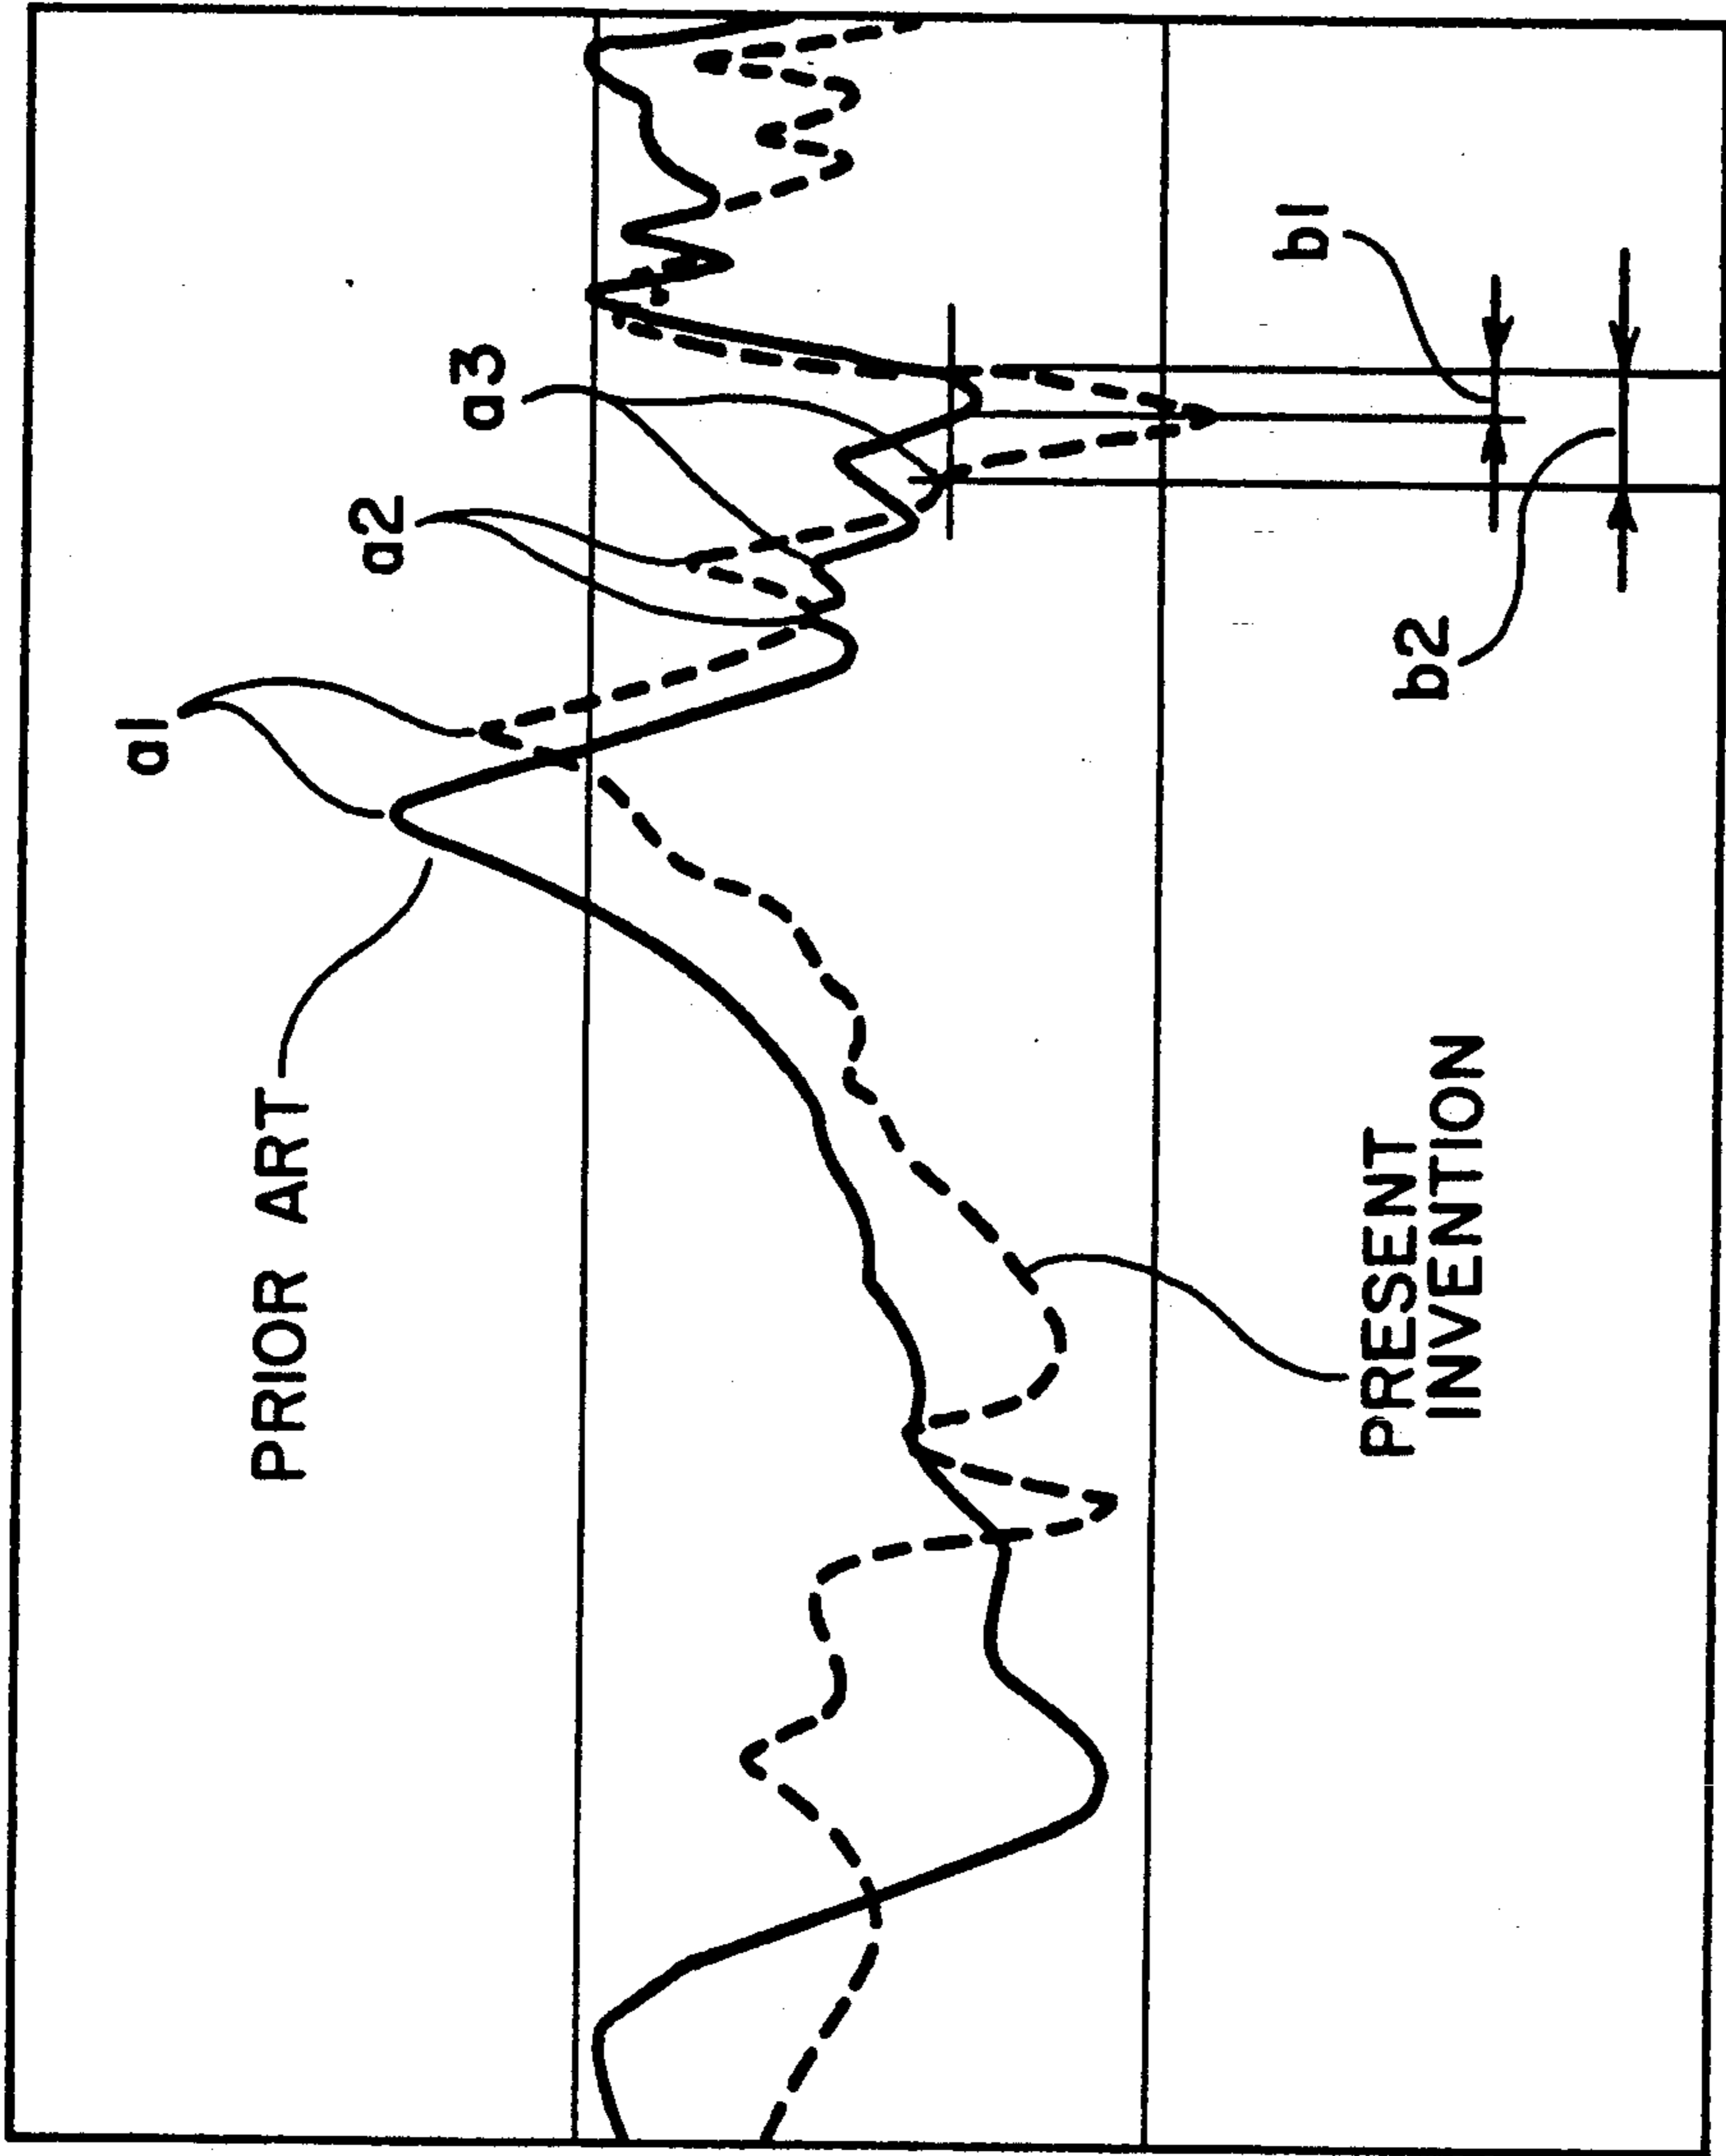 PRIOR ART
a1
a2
a3
PRESENT
INVENTION
b2
b1